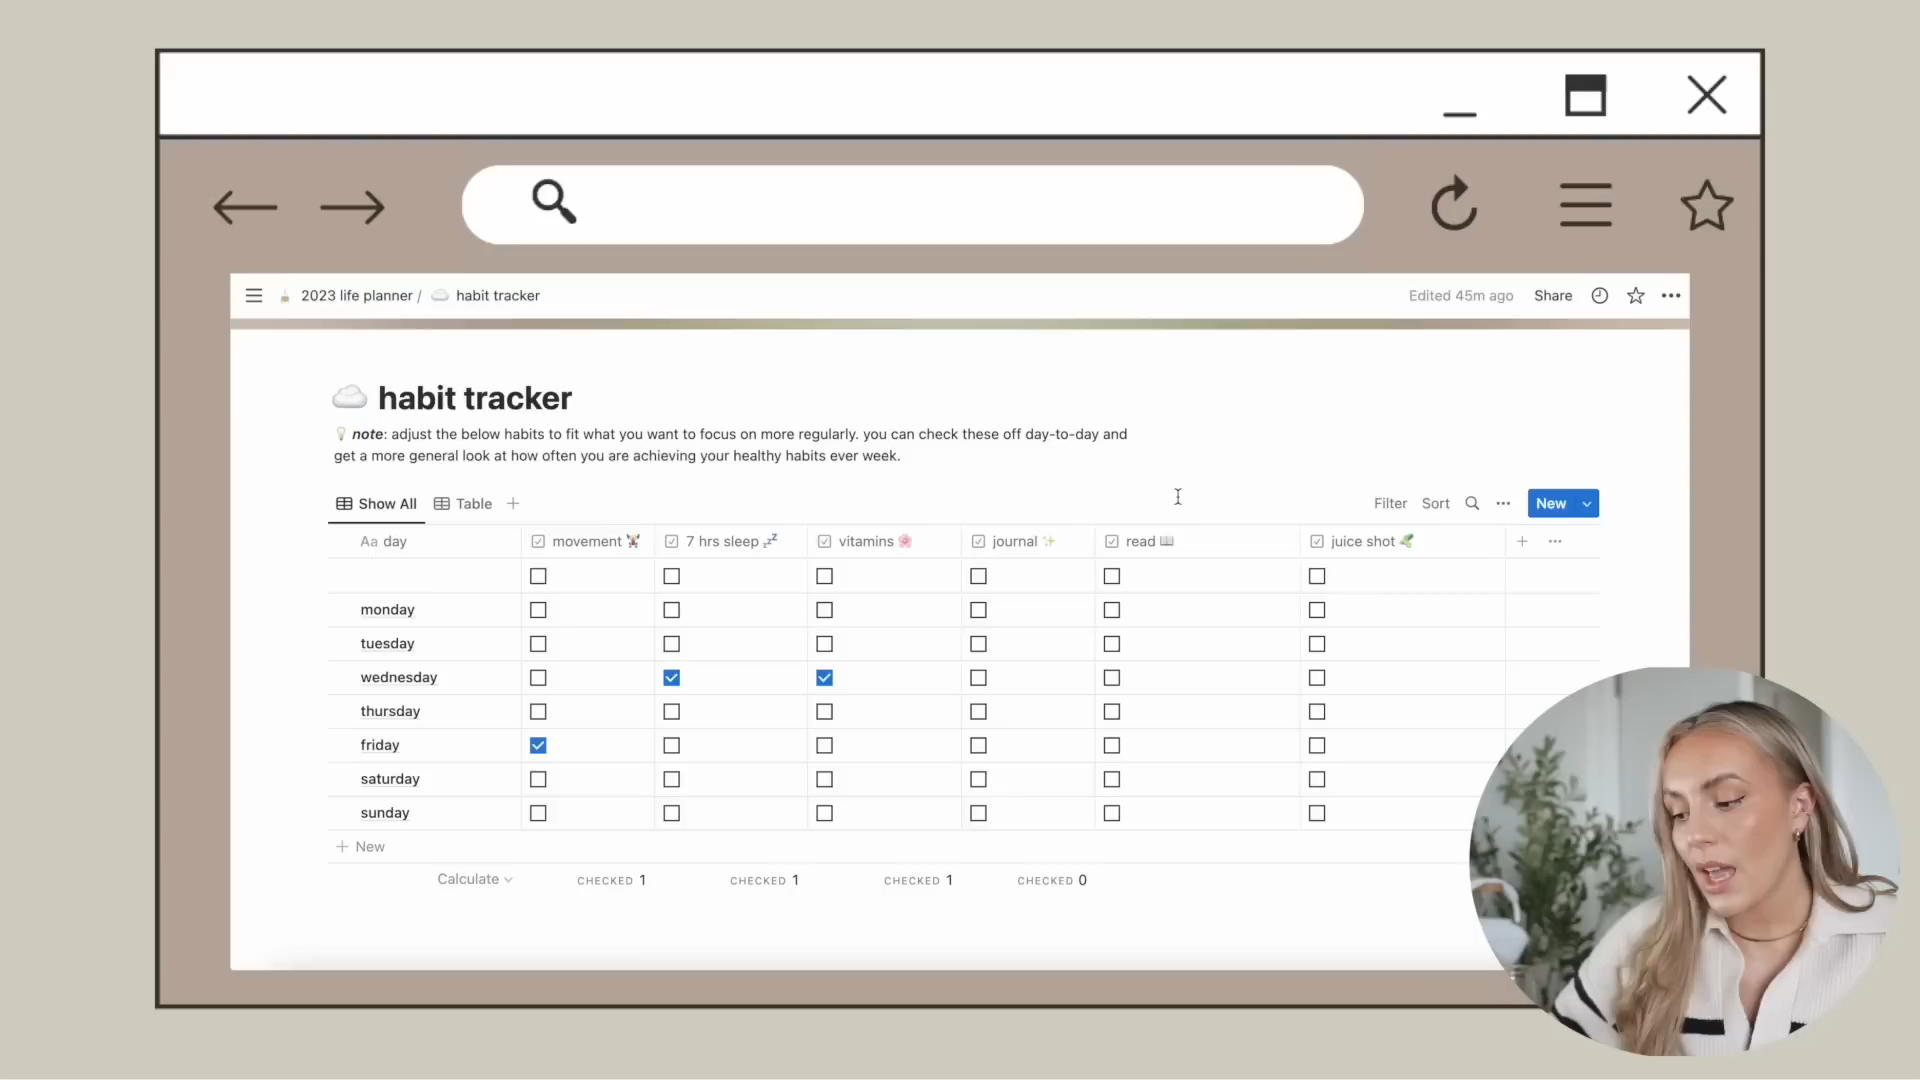 2023 life planner / habit tracker Edited 45m ago Share
habit tracker
note: adjust the below habits to fit what you want to focus on more regularly. you can check these off day-to-day and
get a more general look at how often you are achieving your healthy habits ever week.
Show All Table Filter Sort New
Aa day movement 7 hrs sleep vitamins journal read juice shot
monday
tuesday
wednesday
thursday
friday
saturday
sunday
+ New
Calculate CHECKED 1 CHECKED 1 CHECKED 1 CHECKED 0